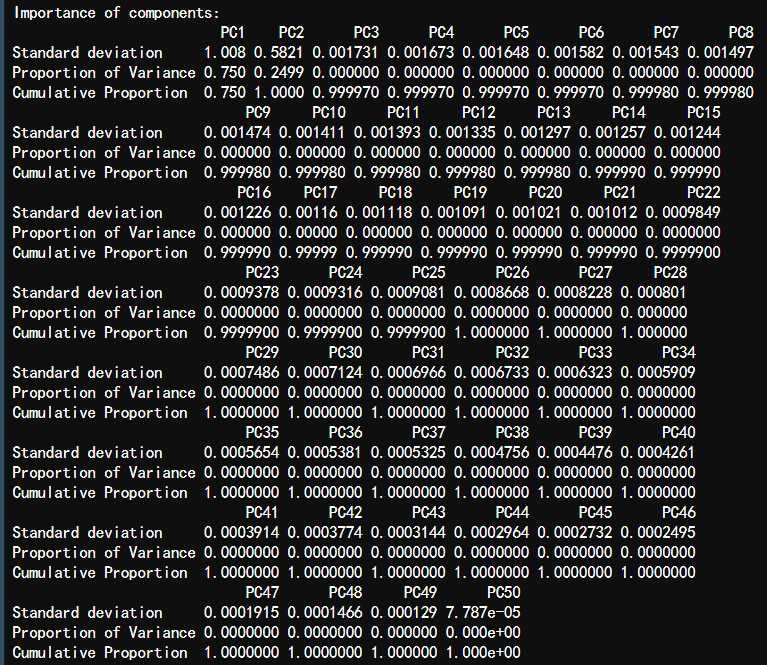 Importance of components:
PC1 PC2 PC3 PC4 PC5 PC6 PC7 PC8
Standard deviation 1.008 0.5821 0.001731 0.001673 0.001648 0.001582 0.001543 0.001497
Proportion of Variance 0.750 0.2499 0.000000 0.000000 0.000000 0.000000 0.000000 0.000000
Cumulative Proportion 0.750 1.0000 0.999970 0.999970 0.999970 0.999970 0.999980 0.999980
PC9 PC10 PC11 PC12 PC13 PC14 PC15
Standard deviation 0.001474 0.001411 0.001393 0.001335 0.001297 0.001257 0.001244
Proportion of Variance 0.000000 0.000000 0.000000 0.000000 0.000000 0.000000 0.000000
Cumulative Proportion 0.999980 0.999980 0.999980 0.999980 0.999980 0.999990 0.999990
PC16 PC17 PC18 PC19 PC20 PC21 PC22
Standard deviation 0.001226 0.00116 0.001118 0.001091 0.001021 0.001012 0.0009849
Proportion of Variance 0.000000 0.00000 0.000000 0.000000 0.000000 0.000000 0.0000000
Cumulative Proportion 0.999990 0.99999 0.999990 0.999990 0.999990 0.999990 0.9999900
PC23 PC24 PC25 PC26 PC27 PC28
Standard deviation 0.0009378 0.0009316 0.0009081 0.0008668 0.0008228 0.000801
Proportion of Variance 0.0000000 0.0000000 0.0000000 0.0000000 0.0000000 0.000000
Cumulative Proportion 0.9999900 0.9999900 0.9999900 1.0000000 1.0000000 1.000000
PC29 PC30 PC31 PC32 PC33 PC34
Standard deviation 0.0007486 0.0007124 0.0006966 0.0006733 0.0006323 0.0005909
Proportion of Variance 0.0000000 0.0000000 0.0000000 0.0000000 0.0000000 0.0000000
Cumulative Proportion 1.0000000 1.0000000 1.0000000 1.0000000 1.0000000 1.0000000
PC35 PC36 PC37 PC38 PC39 PC40
Standard deviation 0.0005654 0.0005381 0.0005325 0.0004756 0.0004476 0.0004261
Proportion of Variance 0.0000000 0.0000000 0.0000000 0.0000000 0.0000000 0.0000000
Cumulative Proportion 1.0000000 1.0000000 1.0000000 1.0000000 1.0000000 1.0000000
PC41 PC42 PC43 PC44 PC45 PC46
Standard deviation 0.0003914 0.0003774 0.0003144 0.0002964 0.0002732 0.0002495
Proportion of Variance 0.0000000 0.0000000 0.0000000 0.0000000 0.0000000 0.0000000
Cumulative Proportion 1.0000000 1.0000000 1.0000000 1.0000000 1.0000000 1.0000000
PC47 PC48 PC49 PC50
Standard deviation 0.0001915 0.0001466 0.000129 7.787e-05
Proportion of Variance 0.0000000 0.0000000 0.000000 0.000e+00
Cumulative Proportion 1.0000000 1.0000000 1.000000 1.000e+00